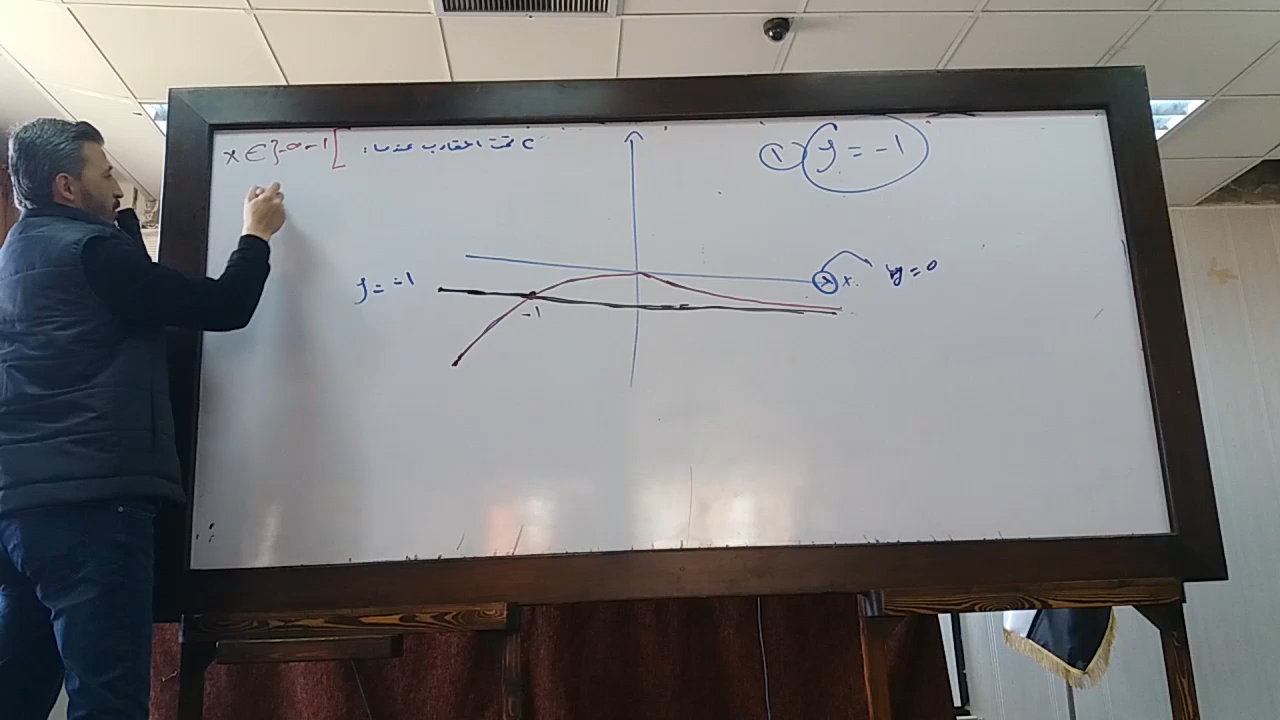 C تحت المقارب عندما: x ∈ ]-∞ -1[
① y = -1
x. y = 0
y = -1
-1